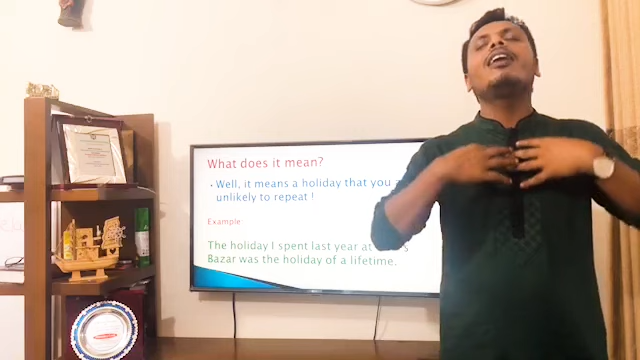 What does it mean?
• Well, it means a holiday that you
unlikely to repeat !
Example
The holiday I spent last year at
Bazar was the holiday of a lifetime.